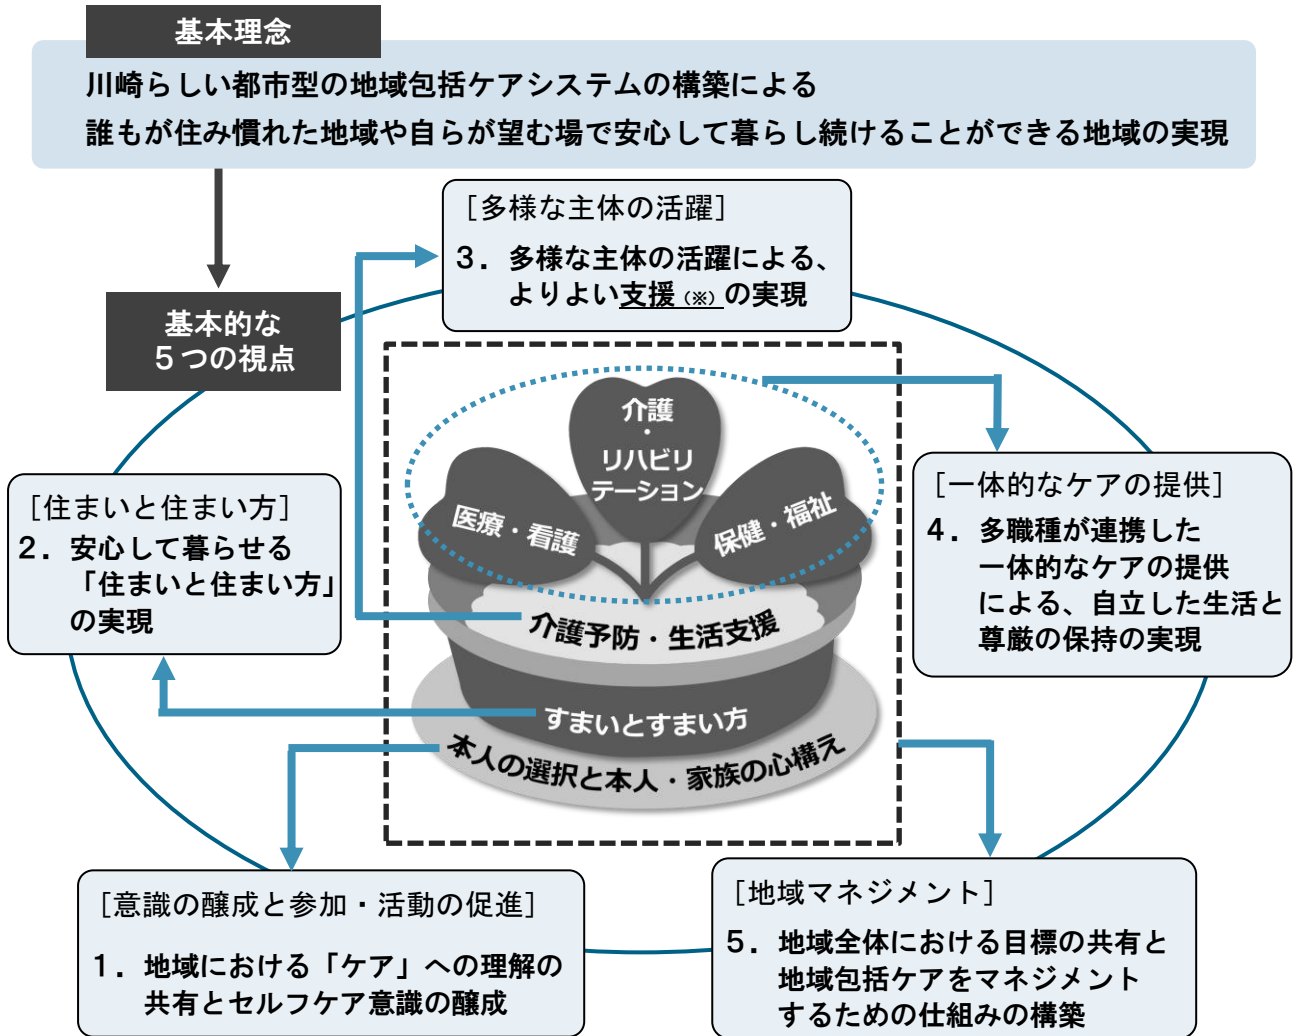 基本理念
川崎らしい都市型の地域包括ケアシステムの構築による
誰もが住み慣れた地域や自らが望む場で安心して暮らし続けることができる地域の実現
[多様な主体の活躍]
3．多様な主体の活躍による、
よりよい支援（※）の実現
基本的な
5つの視点
介護
・
リハビリ
テーション
医療・看護
保健・福祉
介護予防・生活支援
すまいとすまい方
本人の選択と本人・家族の心構え
[住まいと住まい方]
2．安心して暮らせる
「住まいと住まい方」
の実現
[一体的なケアの提供]
4．多職種が連携した
一体的なケアの提供
による、自立した生活と
尊厳の保持の実現
[意識の醸成と参加・活動の促進]
1．地域における「ケア」への理解の
共有とセルフケア意識の醸成
[地域マネジメント]
5．地域全体における目標の共有と
地域包括ケアをマネジメント
するための仕組みの構築